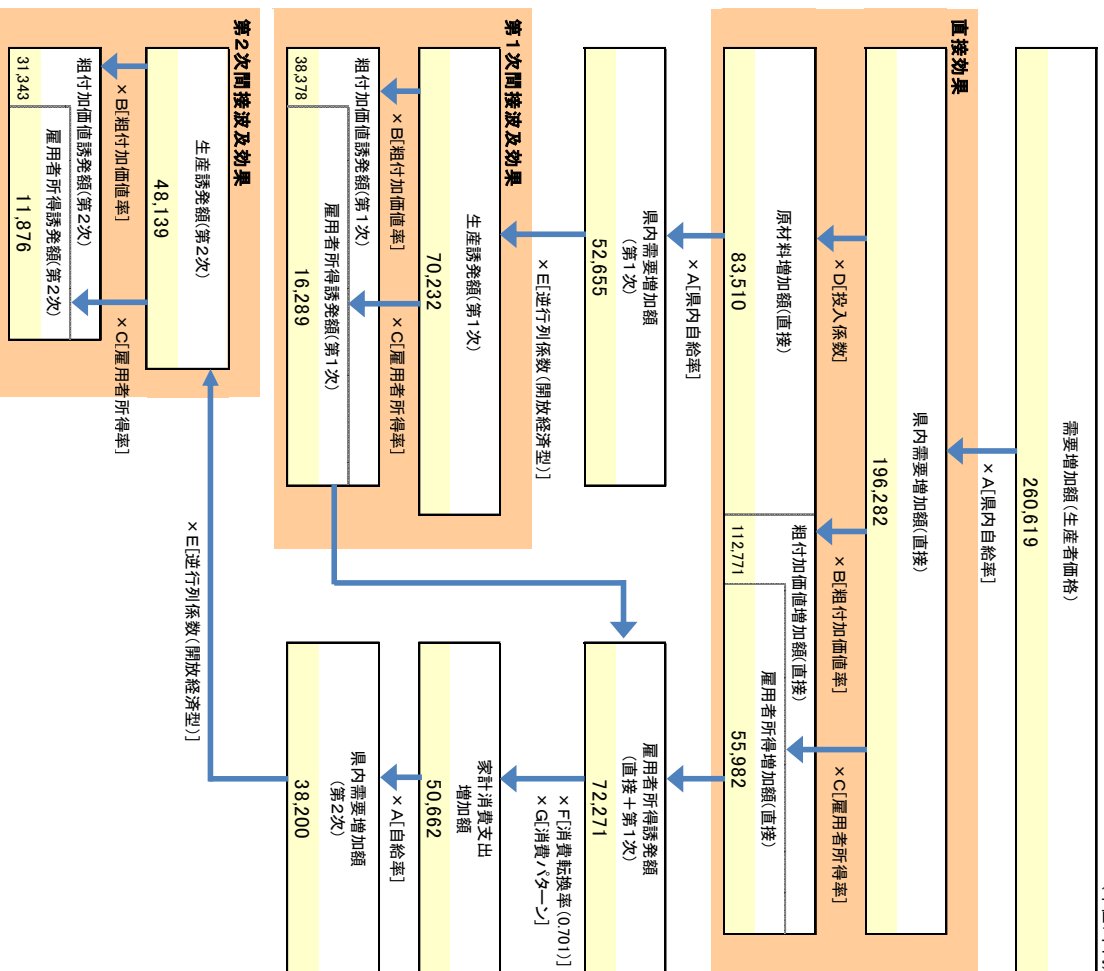 需要増加額(生産者価格)
260,619
×A[県内自給率]
直接効果
県内需要増加額(直接)
196,282
×D[投入係数]
×B[粗付加価値率]
×C[雇用者所得率]
原材料増加額(直接)
83,510
粗付加価値増加額(直接)
112,771
雇用者所得増加額(直接)
55,982
×A[県内自給率]
県内需要増加額
(第1次)
52,655
雇用者所得誘発額
(直接+第1次)
72,271
×E[逆行列係数(開放経済型)]
×F[消費転換率(0.701)]
×G[消費パターン]
第1次間接波及効果
生産誘発額(第1次)
70,232
家計消費支出
増加額
50,662
×B[粗付加価値率]
×C[雇用者所得率]
×A[自給率]
粗付加価値誘発額(第1次)
38,378
雇用者所得誘発額(第1次)
16,289
県内需要増加額
(第2次)
38,200
×E[逆行列係数(開放経済型)]
第2次間接波及効果
生産誘発額(第2次)
48,139
×B[粗付加価値率]
×C[雇用者所得率]
粗付加価値誘発額(第2次)
31,343
雇用者所得誘発額(第2次)
11,876